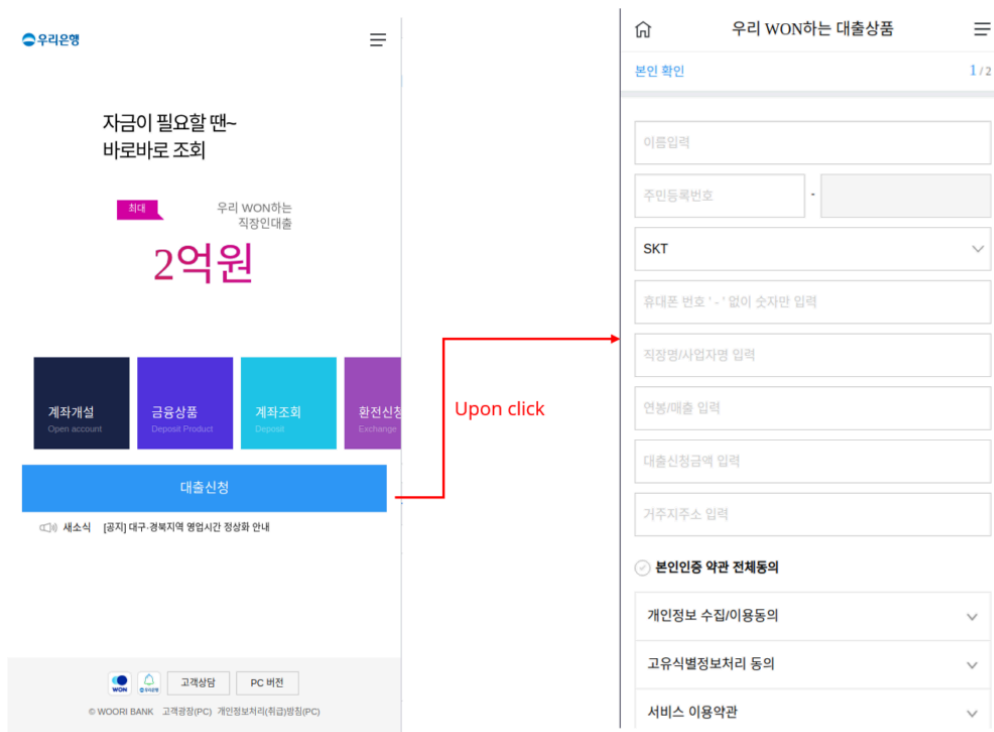 우리은행
자금이 필요할 땐~
바로바로 조회
최대
우리 WON하는
직장인대출
2억원
계좌개설
Open account
금융상품
Deposit Product
계좌조회
Deposit
환전신청
Exchange
대출신청
새소식 [공지] 대구·경북지역 영업시간 정상화 안내
WON
우리은행
고객상담
PC 버전
© WOORI BANK 고객광장(PC) 개인정보처리(취급)방침(PC)
Upon click
우리 WON하는 대출상품
본인 확인
1 / 2
이름입력
주민등록번호 -
SKT
휴대폰 번호 ' - ' 없이 숫자만 입력
직장명/사업자명 입력
연봉/매출 입력
대출신청금액 입력
거주지주소 입력
본인인증 약관 전체동의
개인정보 수집/이용동의
고유식별정보처리 동의
서비스 이용약관